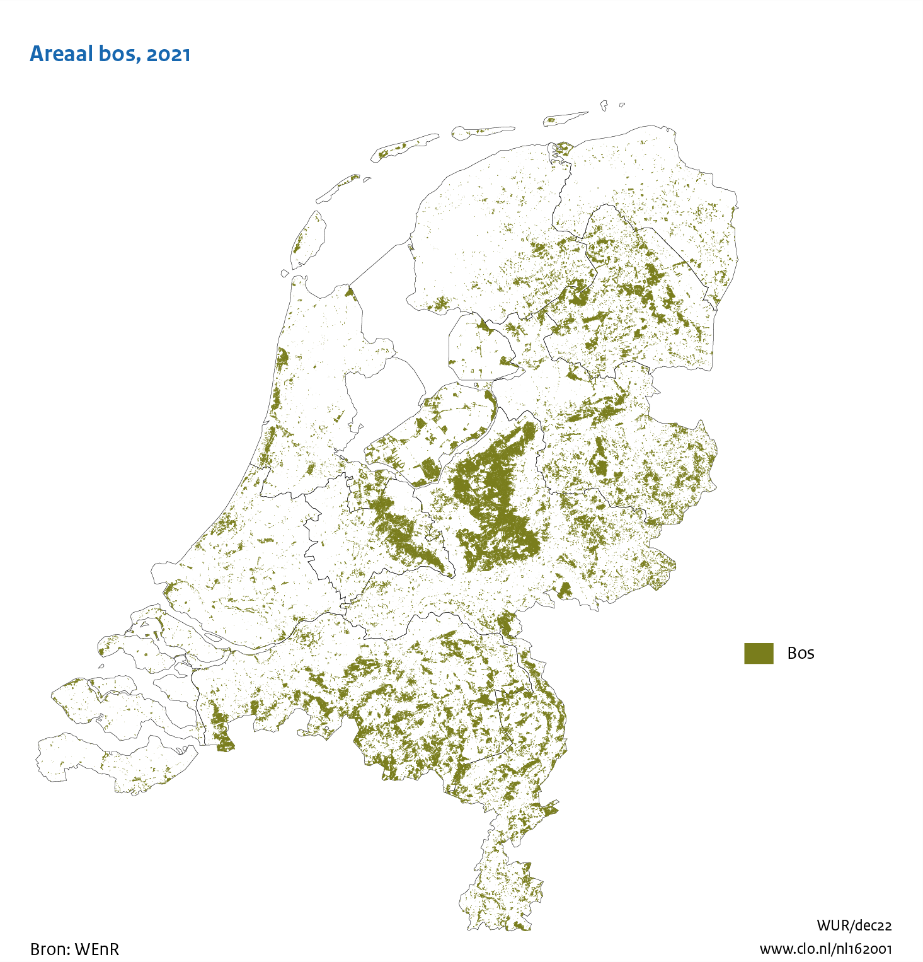 Areaal bos, 2021
Bos
WUR/dec22
Bron: WEnR
www.clo.nl/nl162001